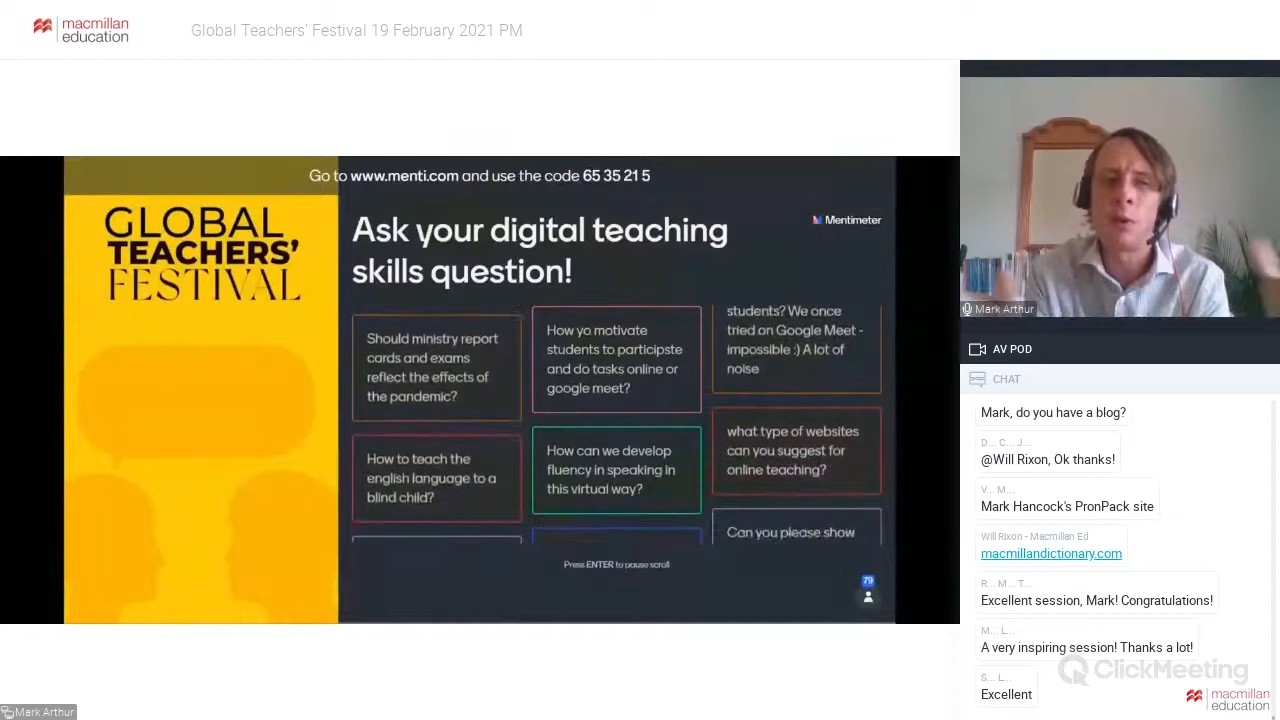 macmillan
education
Global Teachers' Festival 19 February 2021 PM
Go to www.menti.com and use the code 65 35 21 5
GLOBAL
TEACHERS'
FESTIVAL
Ask your digital teaching
skills question!
Mentimeter
Should ministry report
cards and exams
reflect the effects of
the pandemic?
How to teach the
english language to a
blind child?
How yo motivate
students to participste
and do tasks online or
google meet?
How can we develop
fluency in speaking in
this virtual way?
students? We once
tried on Google Meet -
impossible :) A lot of
noise
what type of websites
can you suggest for
online teaching?
Can you please show
Press ENTER to pause scroll
79
Mark Arthur
Mark Arthur
AV POD
CHAT
Mark, do you have a blog?
D... C... J...
@Will Rixon, Ok thanks!
V... M...
Mark Hancock's PronPack site
Will Rixon - Macmillan Ed
macmillandictionary.com
R... M... T...
Excellent session, Mark! Congratulations!
M... L...
A very inspiring session! Thanks a lot!
S... L...
Excellent
ClickMeeting
macmillan
education